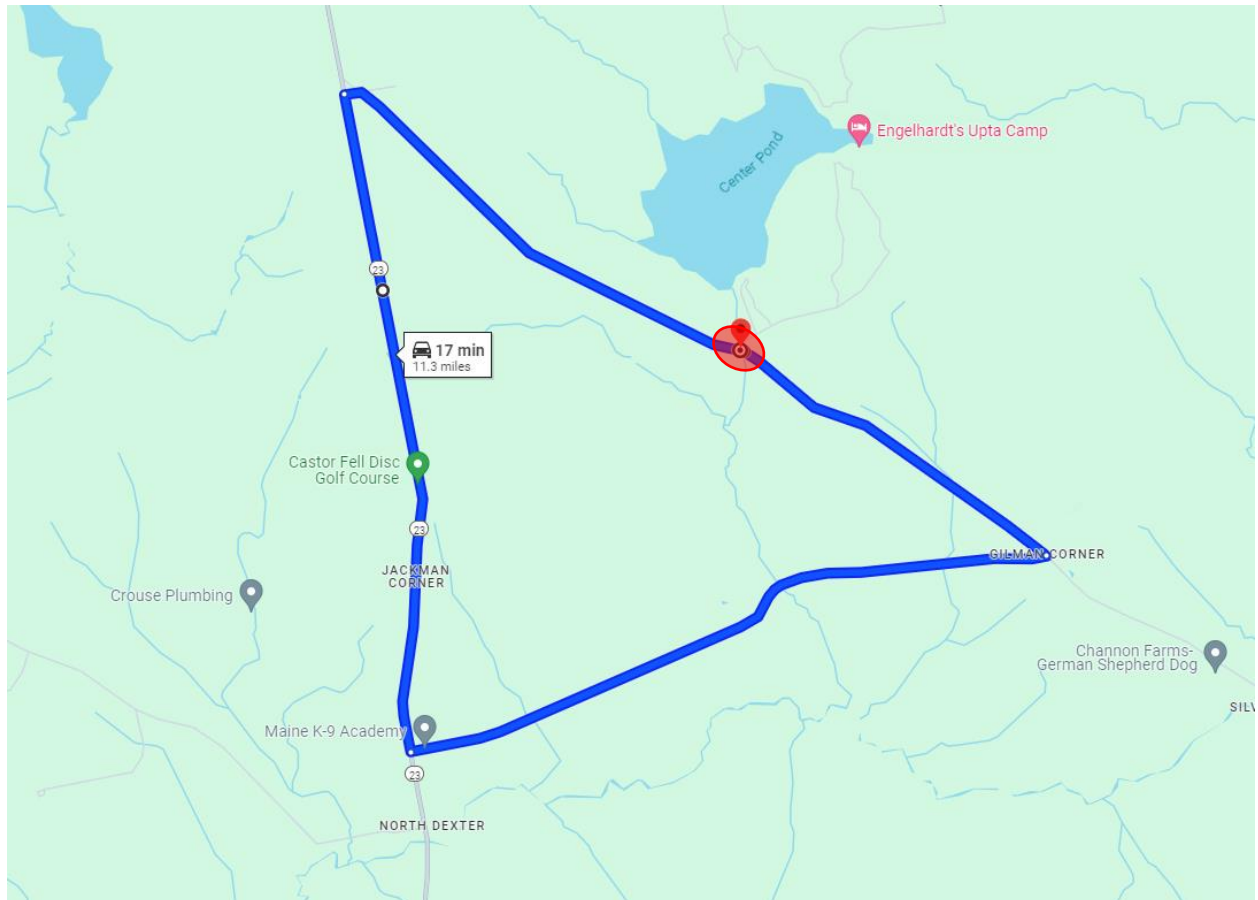 Center Pond
Engelhardt's Upta Camp
23
17 min
11.3 miles
Castor Fell Disc
Golf Course
23
GILMAN CORNER
JACKMAN
CORNER
Crouse Plumbing
Channon Farms-
German Shepherd Dog
SILV
Maine K-9 Academy
23
NORTH DEXTER